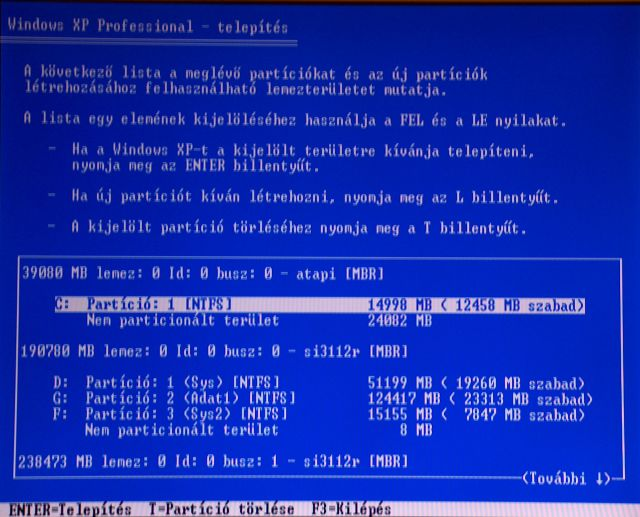 Windows XP Professional - telepítés
A következő lista a meglévő partíciókat és az új partíciók
létrehozásához felhasználható lemezterületet mutatja.
A lista egy elemének kijelöléséhez használja a FEL és a LE nyilakat.
- Ha a Windows XP-t a kijelölt területre kívánja telepíteni,
nyomja meg az ENTER billentyűt.
- Ha új partíciót kíván létrehozni, nyomja meg az L billentyűt.
- A kijelölt partíció törléséhez nyomja meg a T billentyűt.
39080 MB lemez: 0 Id: 0 busz: 0 - atapi [MBR]
C: Partíció: 1 [NTFS] 14998 MB ( 12458 MB szabad)
Nem particionált terület 24082 MB
190780 MB lemez: 0 Id: 0 busz: 0 - si3112r [MBR]
D: Partíció: 1 (Sys) [NTFS] 51199 MB ( 19260 MB szabad)
G: Partíció: 2 (Adat1) [NTFS] 124417 MB ( 23313 MB szabad)
F: Partíció: 3 (Sys2) [NTFS] 15155 MB ( 7847 MB szabad)
Nem particionált terület 8 MB
238473 MB lemez: 0 Id: 0 busz: 1 - si3112r [MBR]
(További ↓)
ENTER=Telepítés T=Partíció törlése F3=Kilépés